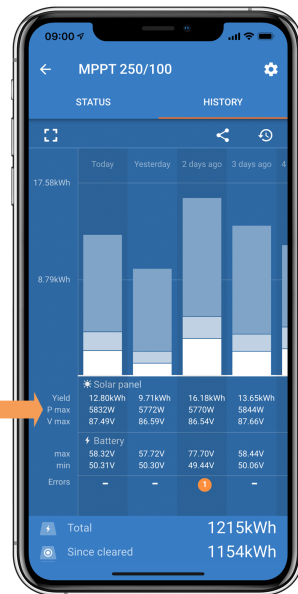 09:00
MPPT 250/100
STATUS HISTORY
Today Yesterday 2 days ago 3 days ago 4
17.58kWh
8.79kWh
Solar panel
Yield 12.80kWh 9.71kWh 16.18kWh 13.65kWh
P max 5832W 5772W 5770W 5844W
V max 87.49V 86.59V 86.54V 87.66V
Battery
max 58.32V 57.72V 77.70V 58.44V
min 50.31V 50.30V 49.44V 50.06V
Errors – – 1 –
Total 1215kWh
Since cleared 1154kWh